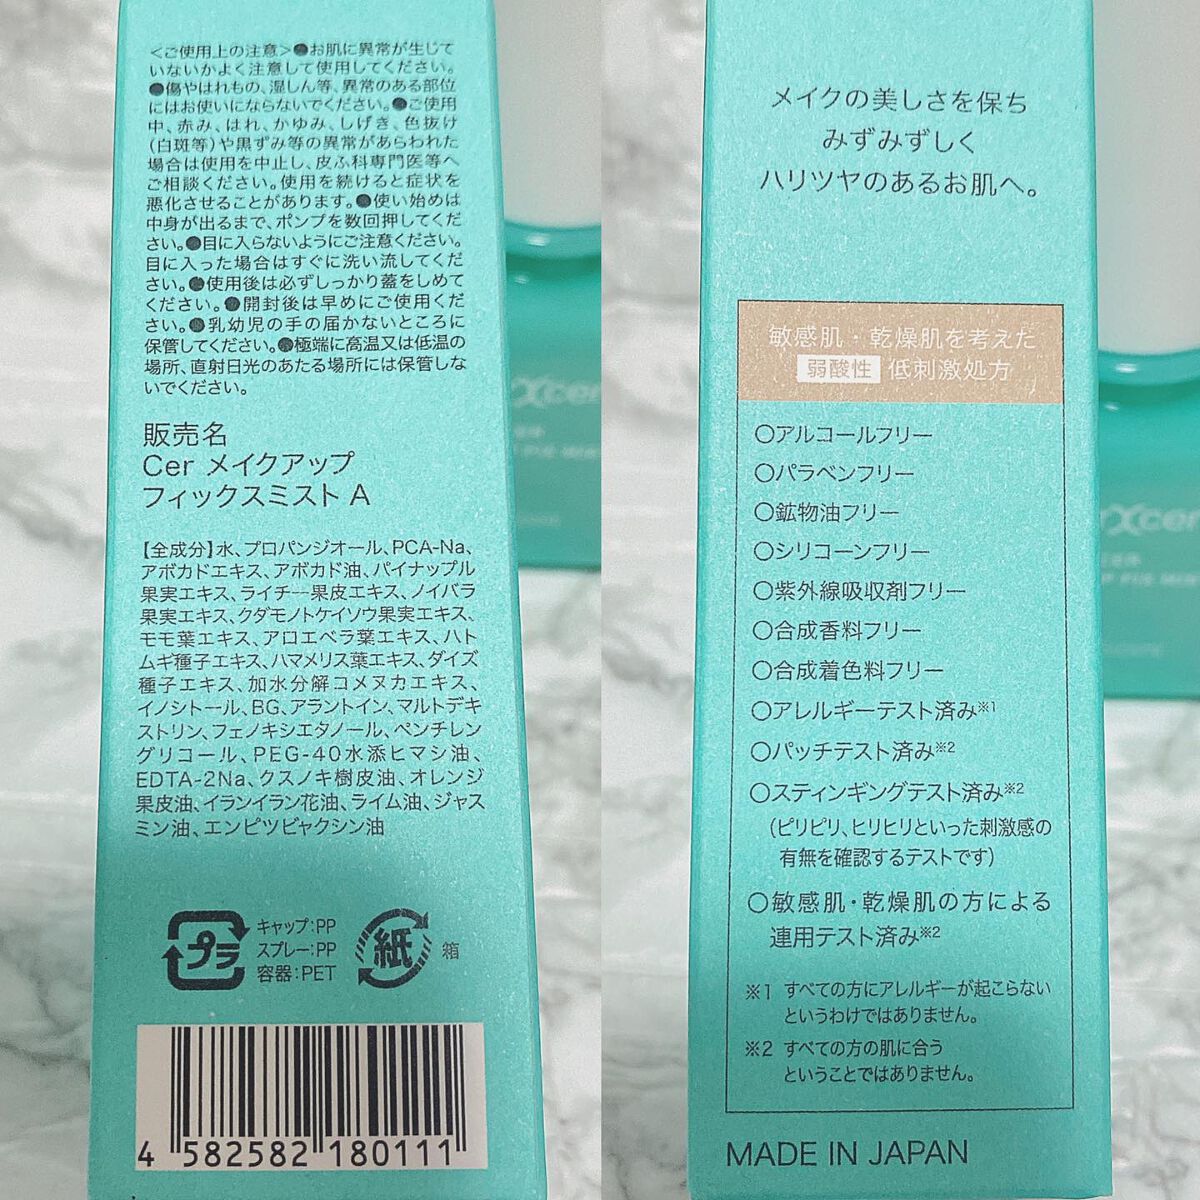 <ご使用上の注意>●お肌に異常が生じて
いないかよく注意して使用してください。
●傷やはれもの、湿しん等、異常のある部位
にはお使いにならないでください。●ご使用
中、赤み、はれ、かゆみ、しげき、色抜け
(白斑等)や黒ずみ等の異常があらわれた
場合は使用を中止し、皮ふ科専門医等へ
ご相談ください。使用を続けると症状を
悪化させることがあります。●使い始めは
中身が出るまで、ポンプを数回押してくだ
さい。●目に入らないようにご注意ください。
目に入った場合はすぐに洗い流してくだ
さい。●使用後は必ずしっかり蓋をしめて
ください。●開封後は早めにご使用くだ
さい。●乳幼児の手の届かないところに
保管してください。●極端に高温又は低温の
場所、直射日光のあたる場所には保管しな
いでください。
販売名
Cer メイクアップ
フィックスミスト A
【全成分】水、プロパンジオール、PCA-Na、
アボカドエキス、アボカド油、パイナップル
果実エキス、ライチー果皮エキス、ノイバラ
果実エキス、クダモノトケイソウ果実エキス、
モモ葉エキス、アロエベラ葉エキス、ハト
ムギ種子エキス、ハマメリス葉エキス、ダイズ
種子エキス、加水分解コメヌカエキス、
イノシトール、BG、アラントイン、マルトデキ
ストリン、フェノキシエタノール、ペンチレン
グリコール、PEG-40水添ヒマシ油、
EDTA-2Na、クスノキ樹皮油、オレンジ
果皮油、イランイラン花油、ライム油、ジャス
ミン油、エンピツビャクシン油
プラ
キャップ:PP
スプレー:PP
容器:PET
紙
箱
4 582582 180111
メイクの美しさを保ち
みずみずしく
ハリツヤのあるお肌へ。
敏感肌・乾燥肌を考えた
弱酸性 低刺激処方
○アルコールフリー
○パラベンフリー
○鉱物油フリー
○シリコーンフリー
○紫外線吸収剤フリー
○合成香料フリー
○合成着色料フリー
○アレルギーテスト済み※1
○パッチテスト済み※2
○スティンギングテスト済み※2
(ピリピリ、ヒリヒリといった刺激感の
有無を確認するテストです)
○敏感肌・乾燥肌の方による
連用テスト済み※2
※1 すべての方にアレルギーが起こらない
というわけではありません。
※2 すべての方の肌に合う
ということではありません。
MADE IN JAPAN